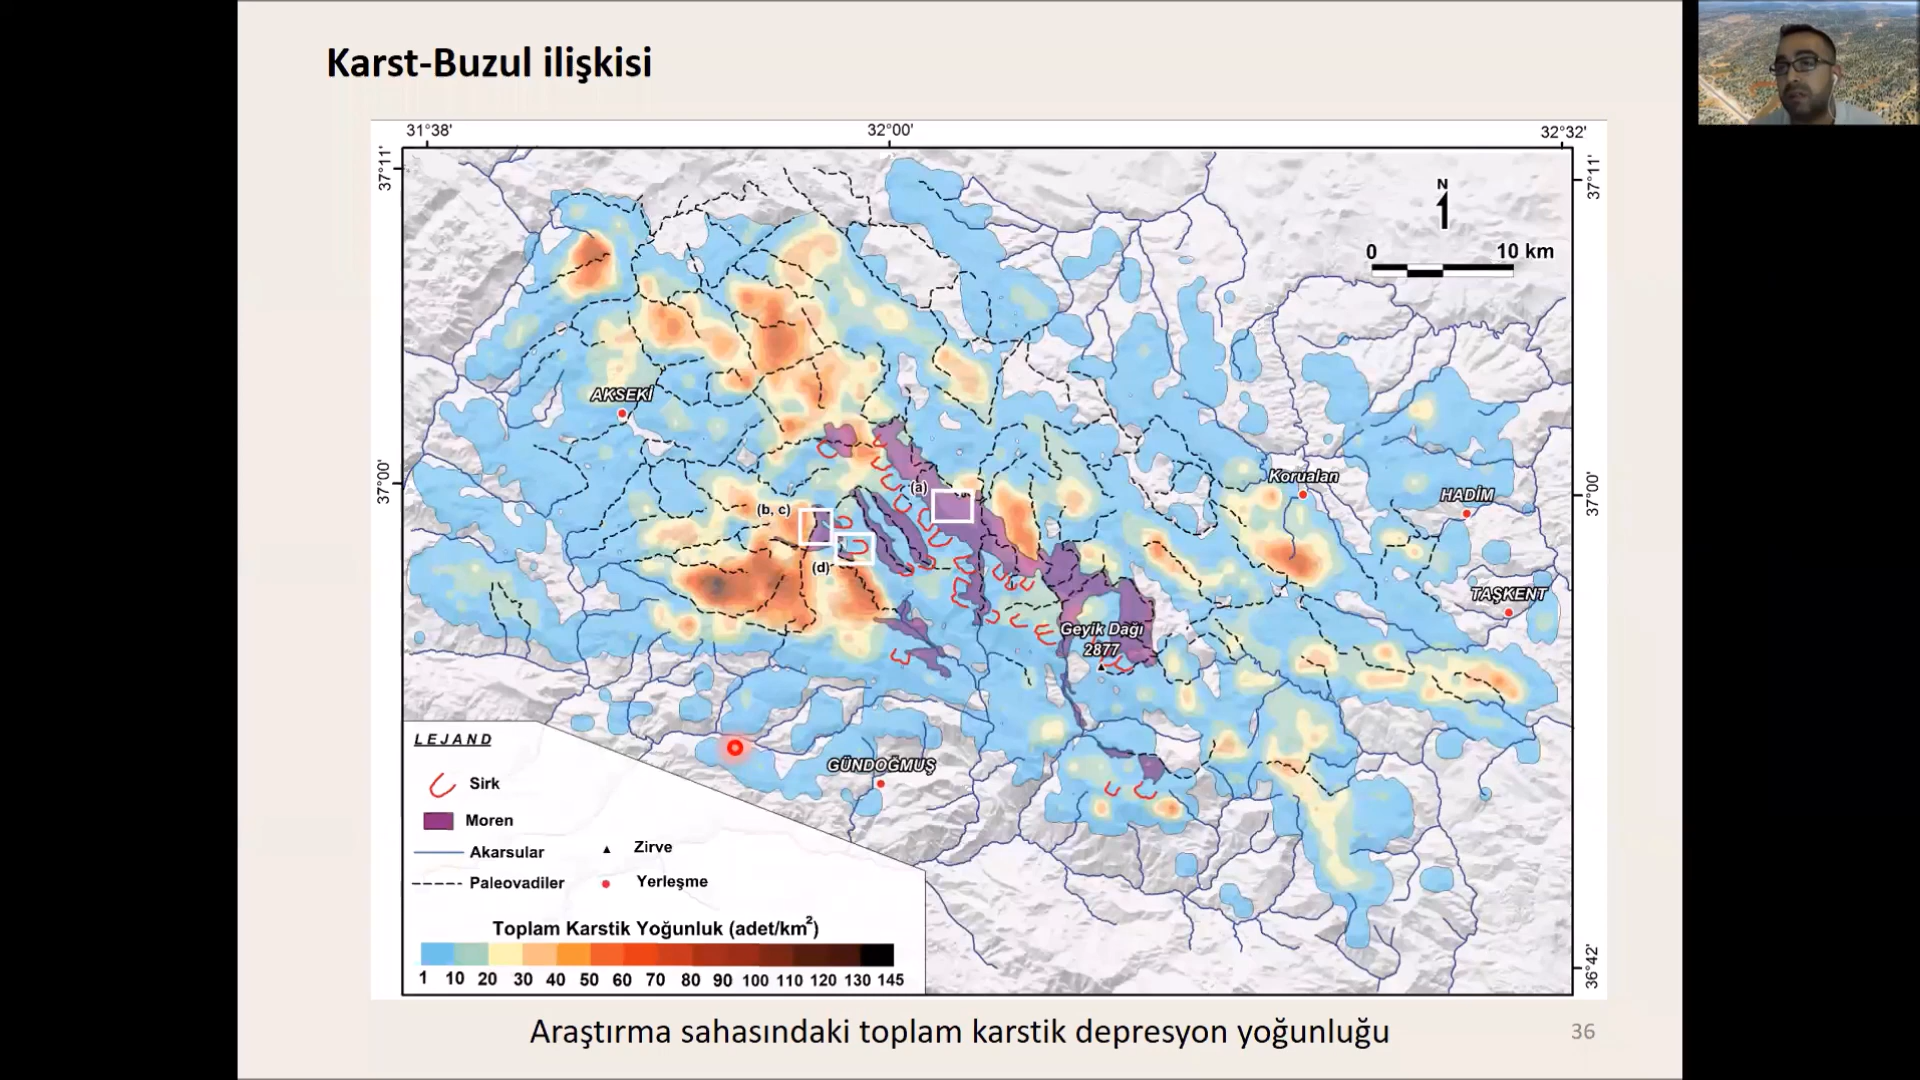 Karst-Buzul ilişkisi
31°38'
32°00'
32°32'
37°11'
37°11'
N
0 10 km
AKSEKİ
37°00'
37°00'
(a)
Korualan
HADİM
(b, c)
(d)
TAŞKENT
Geyik Dağı
2877
GÜNDOĞMUŞ
LEJAND
Sirk
Moren
Akarsular
Zirve
Paleovadiler
Yerleşme
Toplam Karstik Yoğunluk (adet/km²)
1 10 20 30 40 50 60 70 80 90 100 110 120 130 145
36°42'
Araştırma sahasındaki toplam karstik depresyon yoğunluğu
36